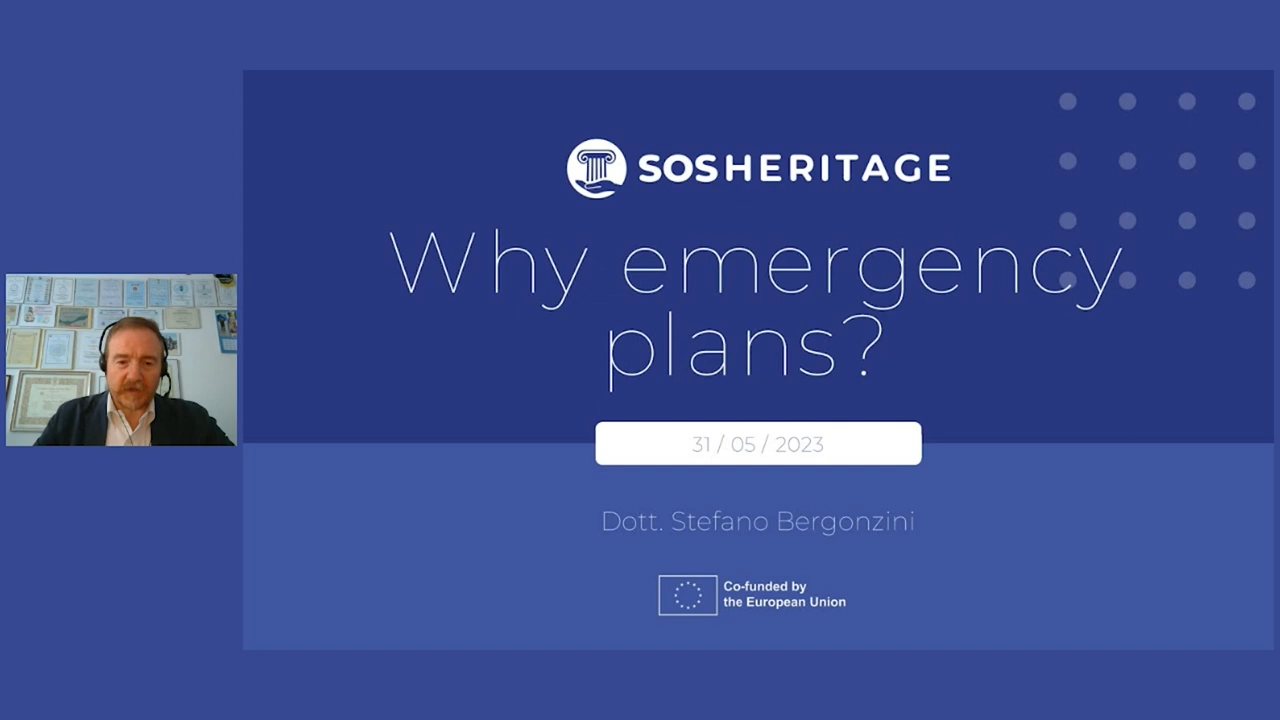 SOSHERITAGE
Why emergency
plans?
31 / 05 / 2023
Dott. Stefano Bergonzini
Co-funded by
the European Union